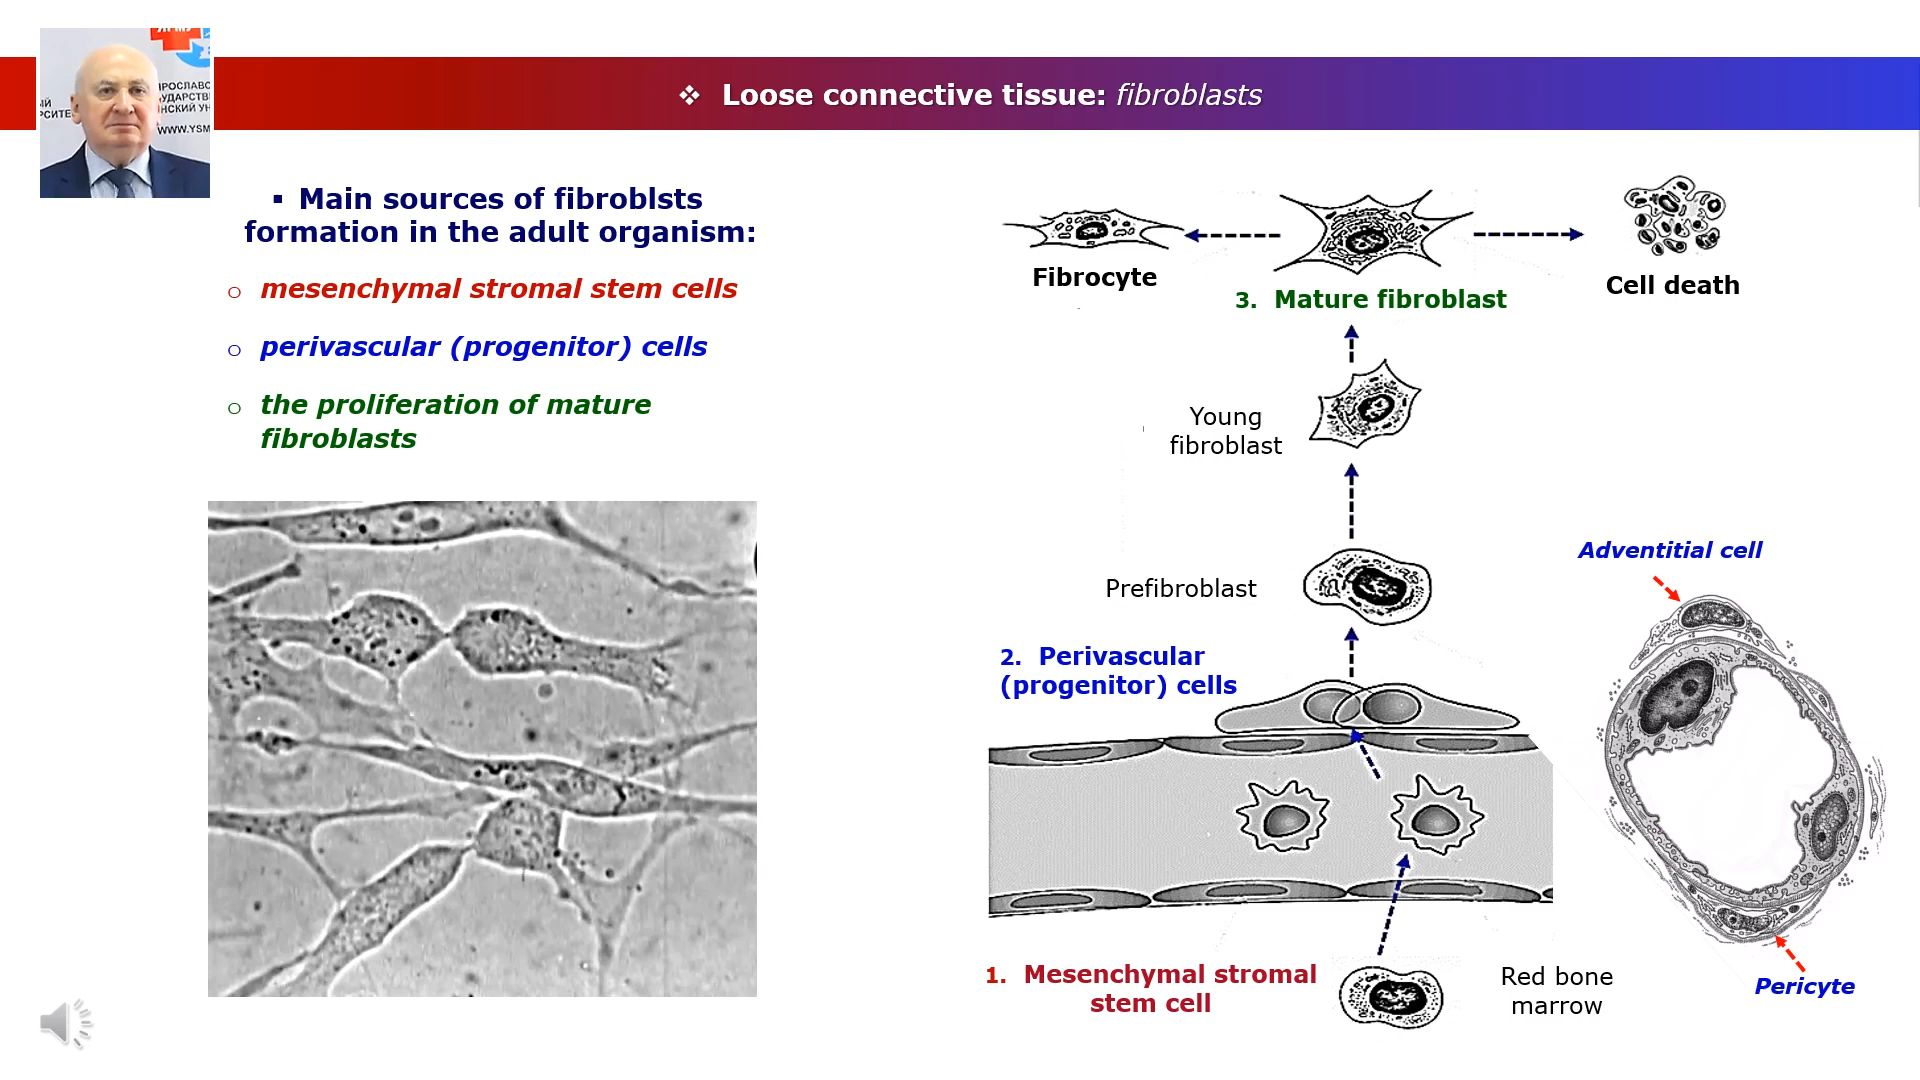 ❖ Loose connective tissue: fibroblasts
WWW.YSM
▪ Main sources of fibroblsts
formation in the adult organism:
o mesenchymal stromal stem cells
o perivascular (progenitor) cells
o the proliferation of mature
fibroblasts
Fibrocyte
3. Mature fibroblast
Cell death
Young
fibroblast
Prefibroblast
Adventitial cell
2. Perivascular
(progenitor) cells
1. Mesenchymal stromal
stem cell
Red bone
marrow
Pericyte